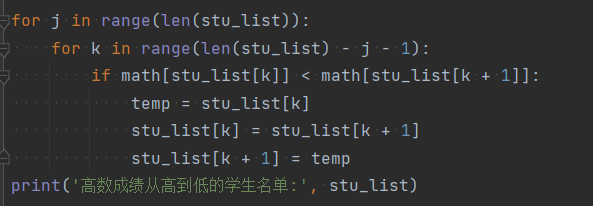 for j in range(len(stu_list)):
    for k in range(len(stu_list) - j - 1):
        if math[stu_list[k]] < math[stu_list[k + 1]]:
            temp = stu_list[k]
            stu_list[k] = stu_list[k + 1]
            stu_list[k + 1] = temp
print('高数成绩从高到低的学生名单:', stu_list)